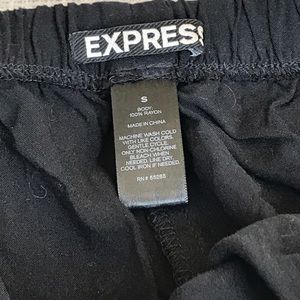 EXPRESS
S
BODY:
100% RAYON
MADE IN CHINA
MACHINE WASH COLD
WITH LIKE COLORS,
GENTLE CYCLE.
ONLY NON-CHLORINE
BLEACH WHEN
NEEDED. LINE DRY.
COOL IRON IF NEEDED.
RN# 55285